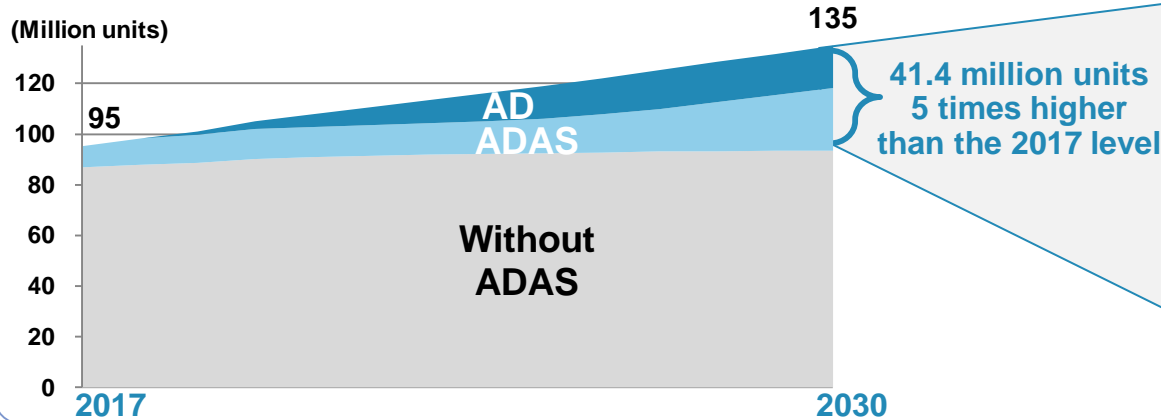 (Million units)
135
120
100
80
60
40
20
0
95
AD
ADAS
Without
ADAS
41.4 million units
5 times higher
than the 2017 level
2017
2030